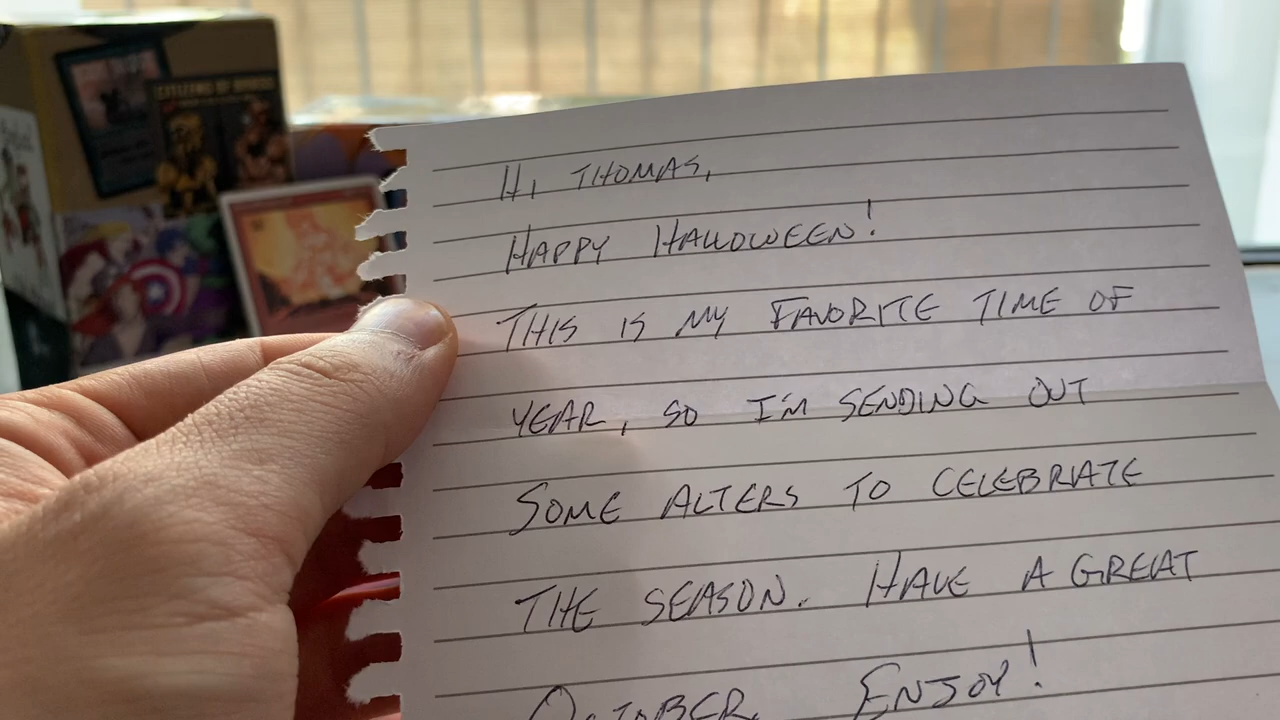 Hi, THOMAS,
HAPPY HALLOWEEN!
THIS IS MY FAVORITE TIME OF
YEAR, SO I'M SENDING OUT
SOME ALTERS TO CELEBRATE
THE SEASON. HAVE A GREAT
OCTOBER. ENJOY!